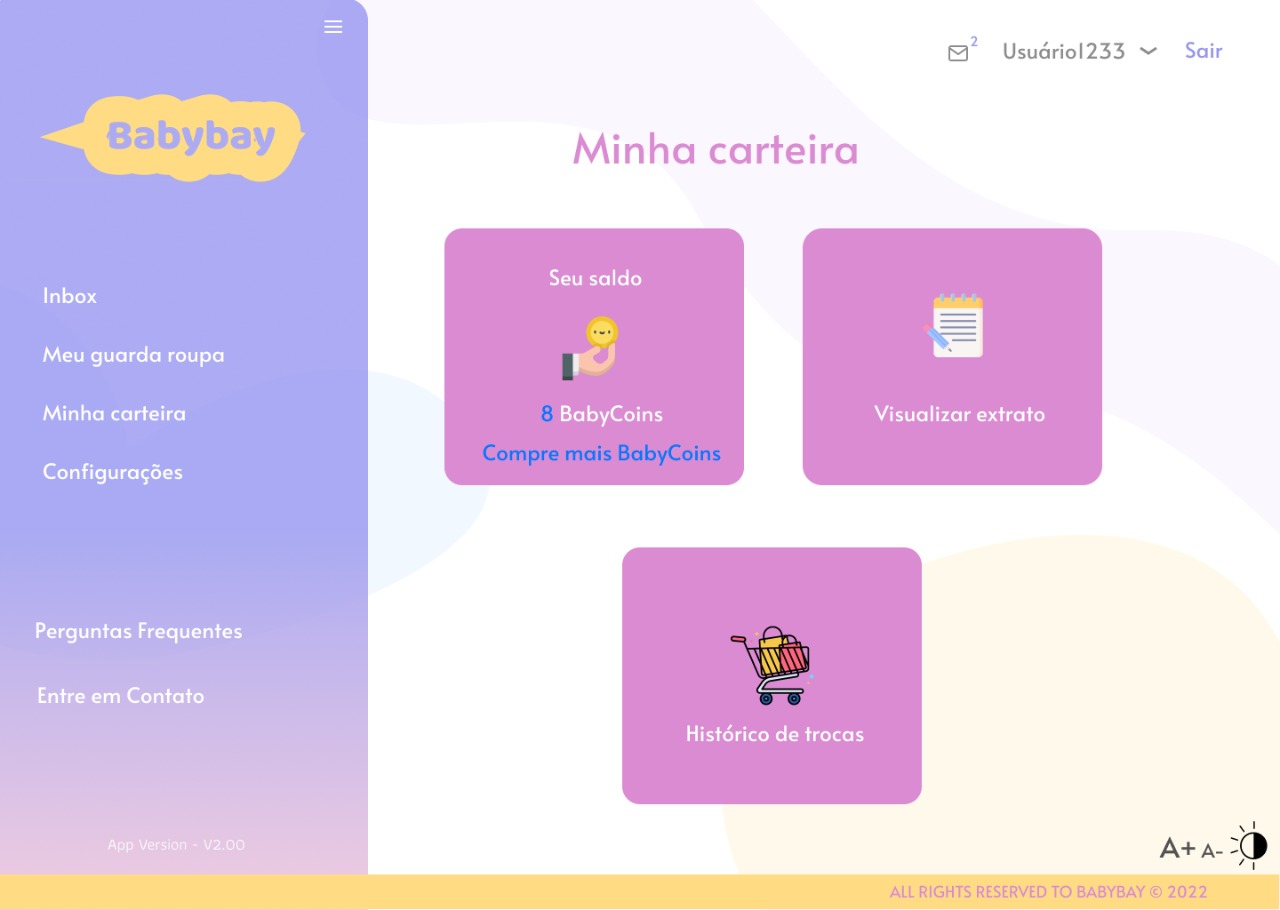 2
Usuário1233
Sair
Babybay
Minha carteira
Inbox
Meu guarda roupa
Minha carteira
Configurações
Perguntas Frequentes
Entre em Contato
App Version - V2.00
Seu saldo
8 BabyCoins
Compre mais BabyCoins
Visualizar extrato
Histórico de trocas
A+ A-
ALL RIGHTS RESERVED TO BABYBAY © 2022